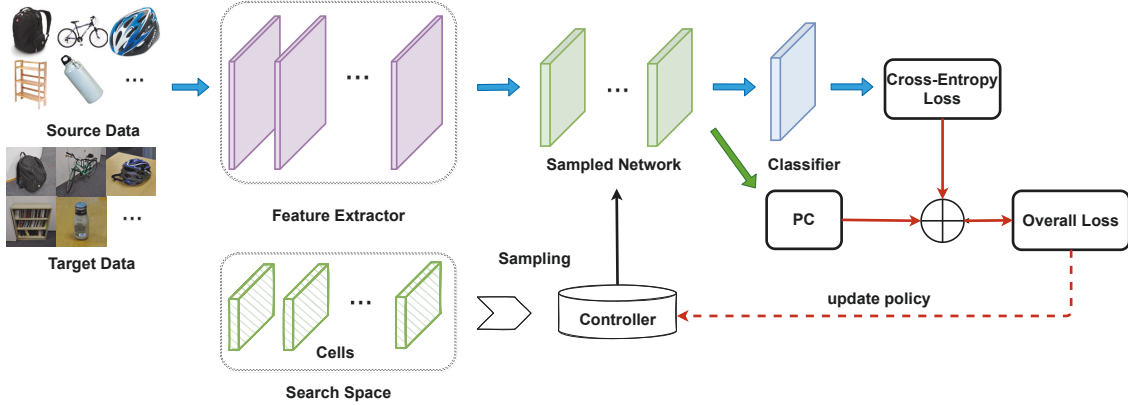 Source Data
Target Data
Feature Extractor
Sampled Network
Classifier
Cross-Entropy
Loss
PC
Overall Loss
Sampling
update policy
Controller
Cells
Search Space